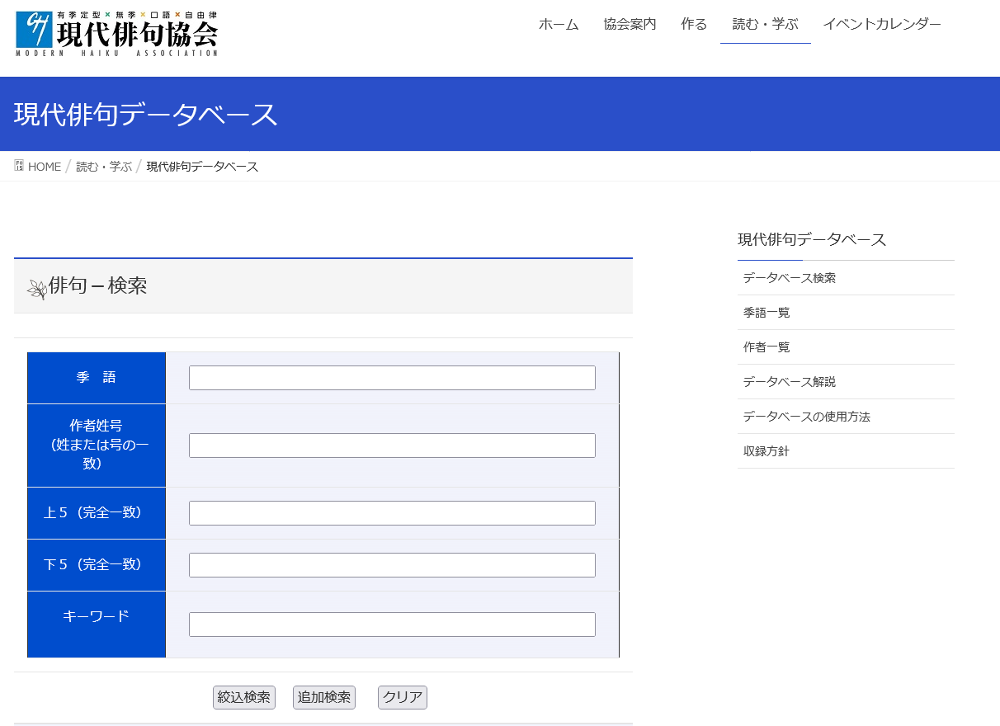 有季定型×無季×口語×自由律
現代俳句協会
MODERN HAIKU ASSOCIATION
ホーム 協会案内 作る 読む・学ぶ イベントカレンダー
現代俳句データベース
HOME / 読む・学ぶ / 現代俳句データベース
俳句－検索
季　語
作者姓号
（姓または号の一
致）
上５（完全一致）
下５（完全一致）
キーワード
絞込検索 追加検索 クリア
現代俳句データベース
データベース検索
季語一覧
作者一覧
データベース解説
データベースの使用方法
収録方針